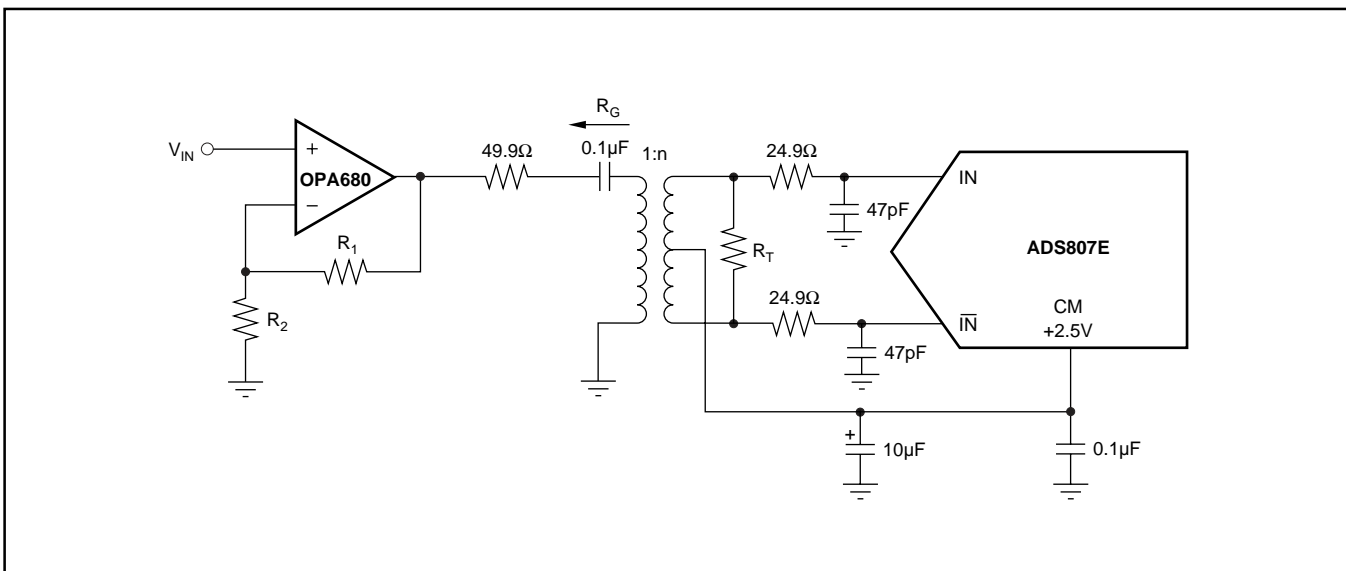 R_G
0.1µF
1:n
49.9Ω
24.9Ω
V_IN
+
OPA680
–
IN
47pF
R_1
R_T
ADS807E
24.9Ω
CM
+2.5V
R_2
I̅N̅
47pF
+
10µF
0.1µF